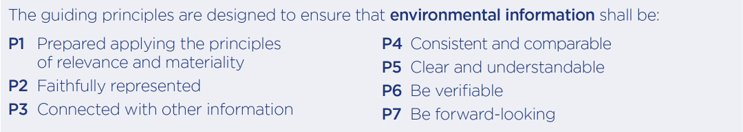 The guiding principles are designed to ensure that environmental information shall be:
P1 Prepared applying the principles
of relevance and materiality
P2 Faithfully represented
P3 Connected with other information
P4 Consistent and comparable
P5 Clear and understandable
P6 Be verifiable
P7 Be forward-looking